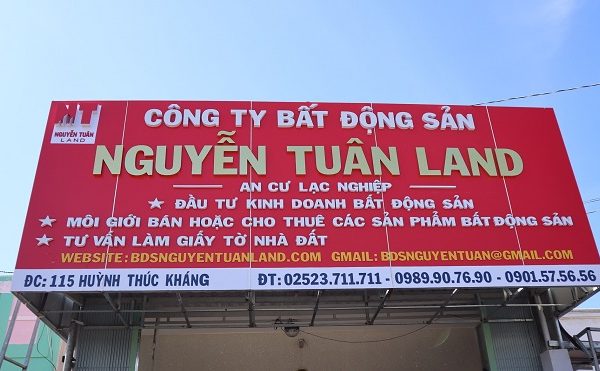 NGUYỄN TUÂN
LAND
CÔNG TY BẤT ĐỘNG SẢN
NGUYỄN TUÂN LAND
AN CƯ LẠC NGHIỆP
★ ĐẦU TƯ KINH DOANH BẤT ĐỘNG SẢN
★ MÔI GIỚI BÁN HOẶC CHO THUÊ CÁC SẢN PHẨM BẤT ĐỘNG SẢN
★ TƯ VẤN LÀM GIẤY TỜ NHÀ ĐẤT
WEBSITE: BDSNGUYENTUANLAND.COM GMAIL: BDSNGUYENTUAN@GMAIL.COM
ĐC: 115 HUỲNH THÚC KHÁNG ĐT: 02523.711.711 - 0989.90.76.90 - 0901.57.56.56